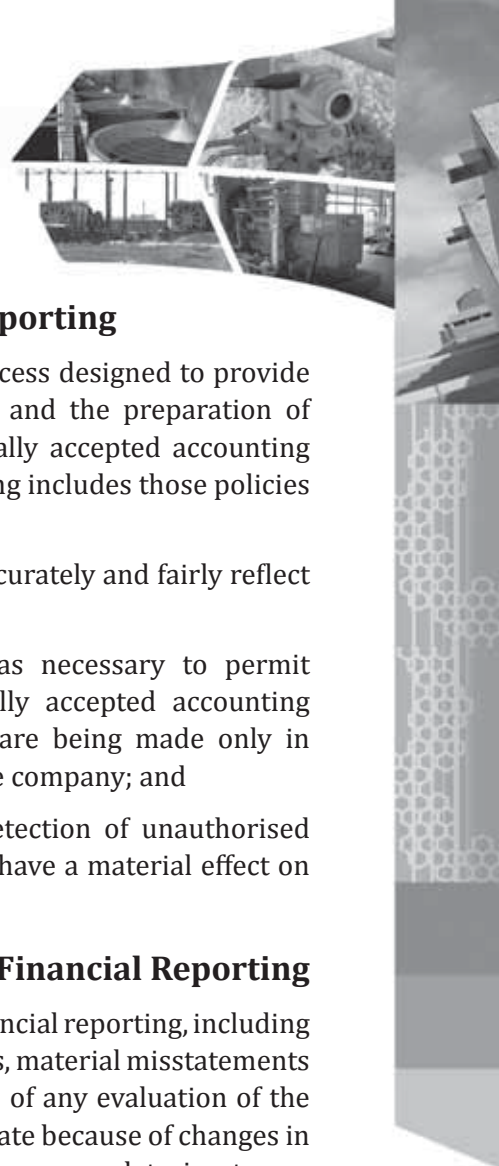 porting
cess designed to provide
and the preparation of
ally accepted accounting
ng includes those policies
curately and fairly reflect
as necessary to permit
lly accepted accounting
are being made only in
e company; and
etection of unauthorised
have a material effect on
Financial Reporting
ncial reporting, including
s, material misstatements
of any evaluation of the
ate because of changes in